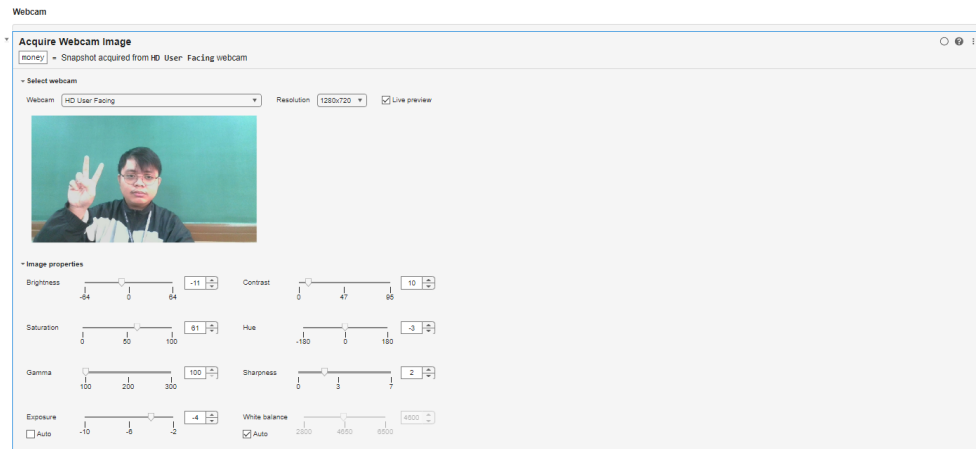 Webcam
Acquire Webcam Image
money = Snapshot acquired from HD User Facing webcam
Select webcam
Webcam HD User Facing Resolution 1280x720 Live preview
Image properties
Brightness -11 Contrast 10
-64 0 64 0 47 95
Saturation 61 Hue -3
0 50 100 -180 0 180
Gamma 100 Sharpness 2
100 200 300 0 3 7
Exposure -4 White balance 4600
Auto -10 -6 -2 Auto 2800 4650 6500